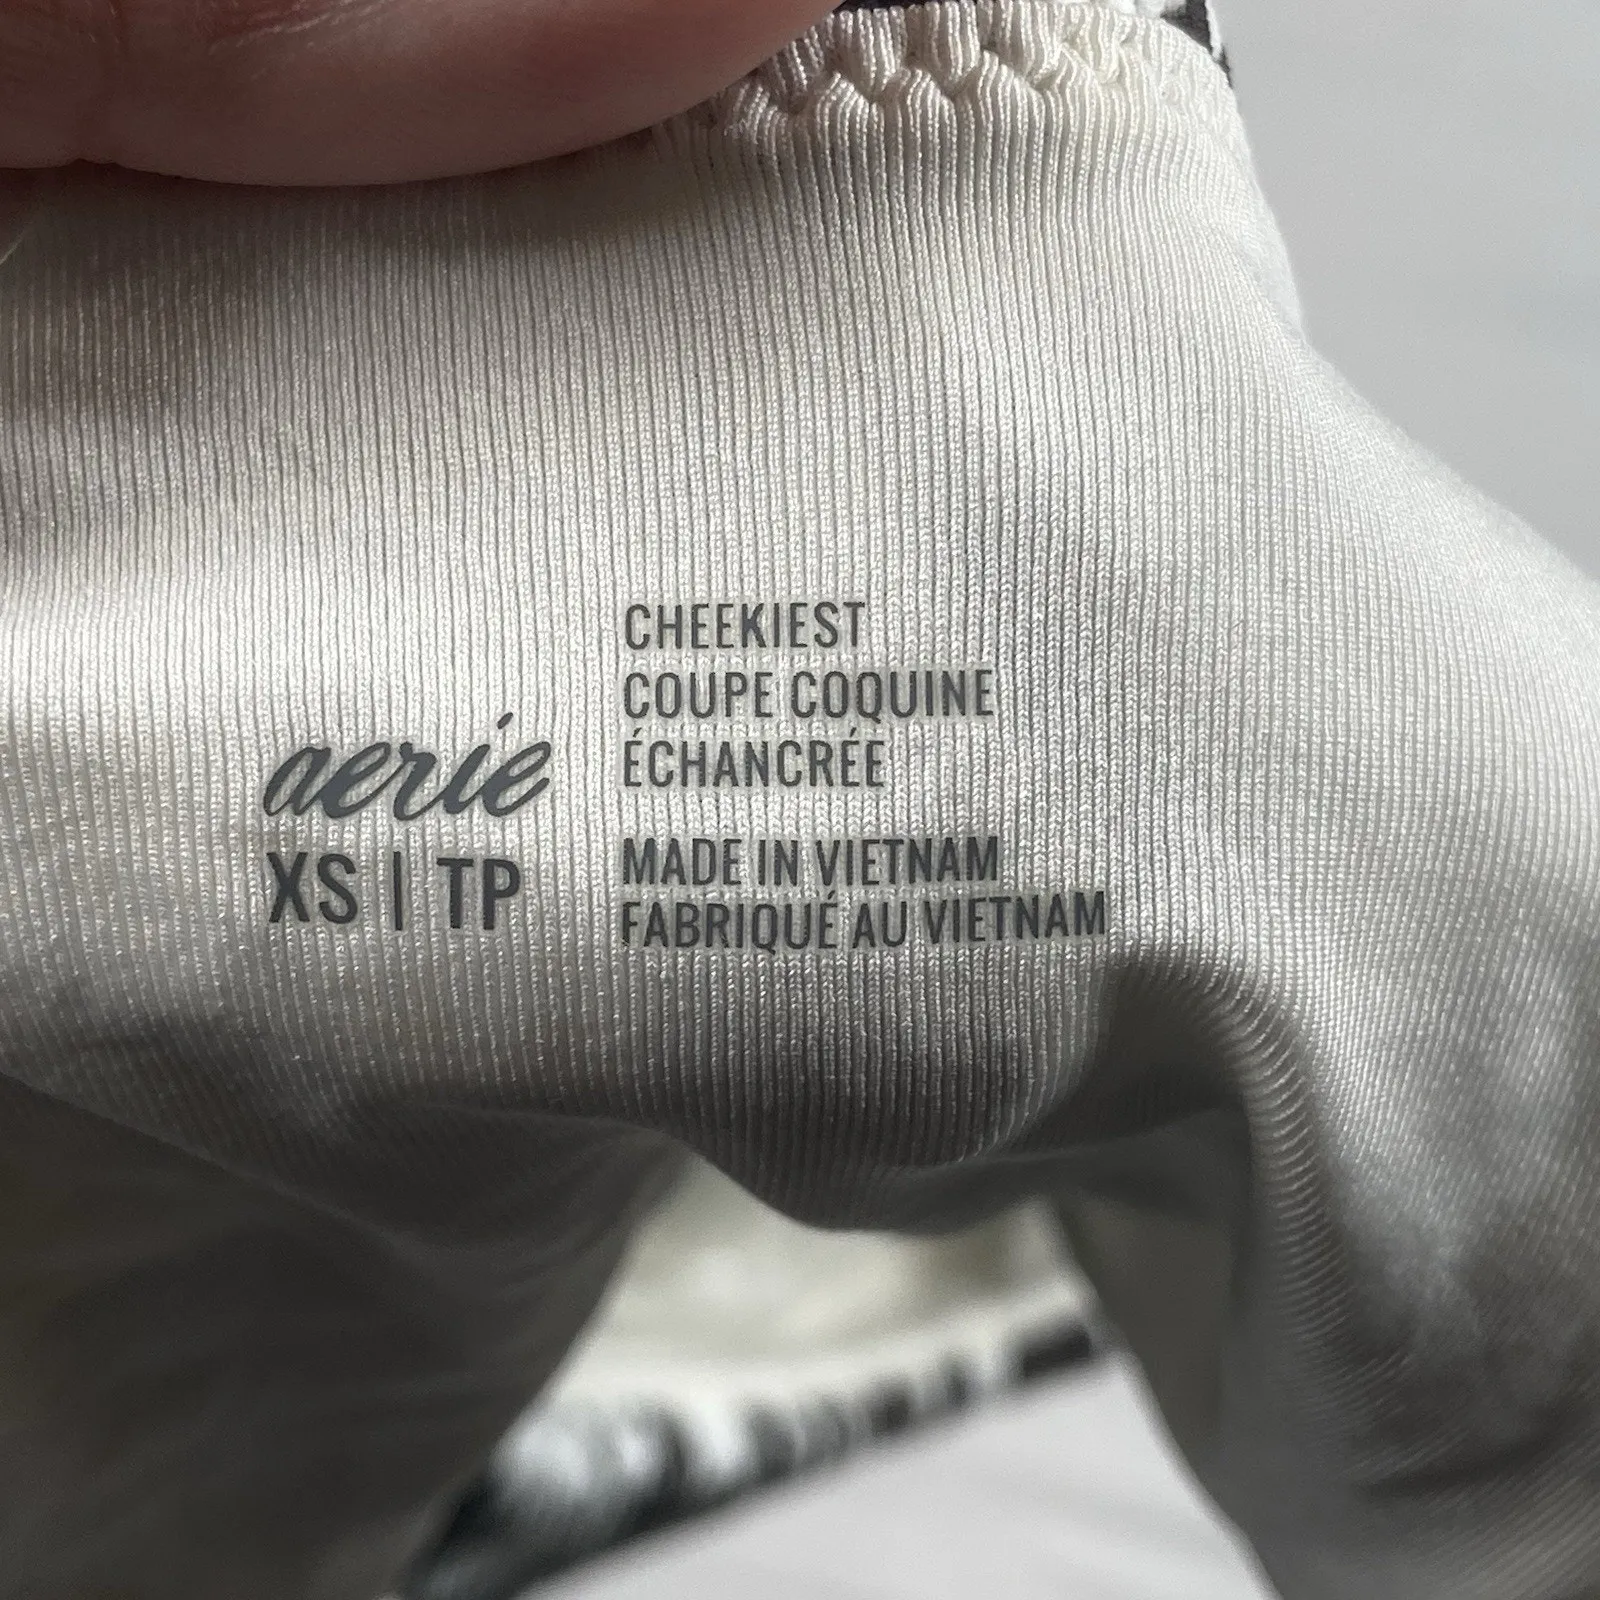 aerie
XS | TP
CHEEKIEST
COUPE COQUINE
ÉCHANCRÉE
MADE IN VIETNAM
FABRIQUÉ AU VIETNAM